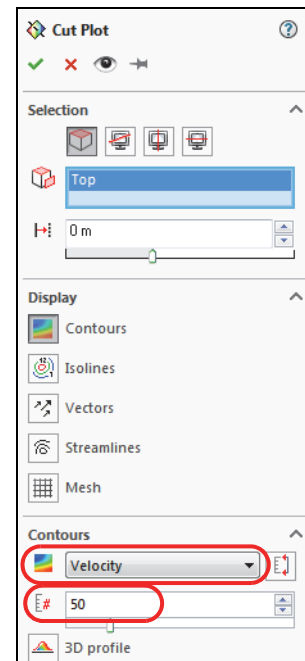 Cut Plot
Selection
Top
0 m
Display
Contours
Isolines
Vectors
Streamlines
Mesh
Contours
Velocity
50
3D profile